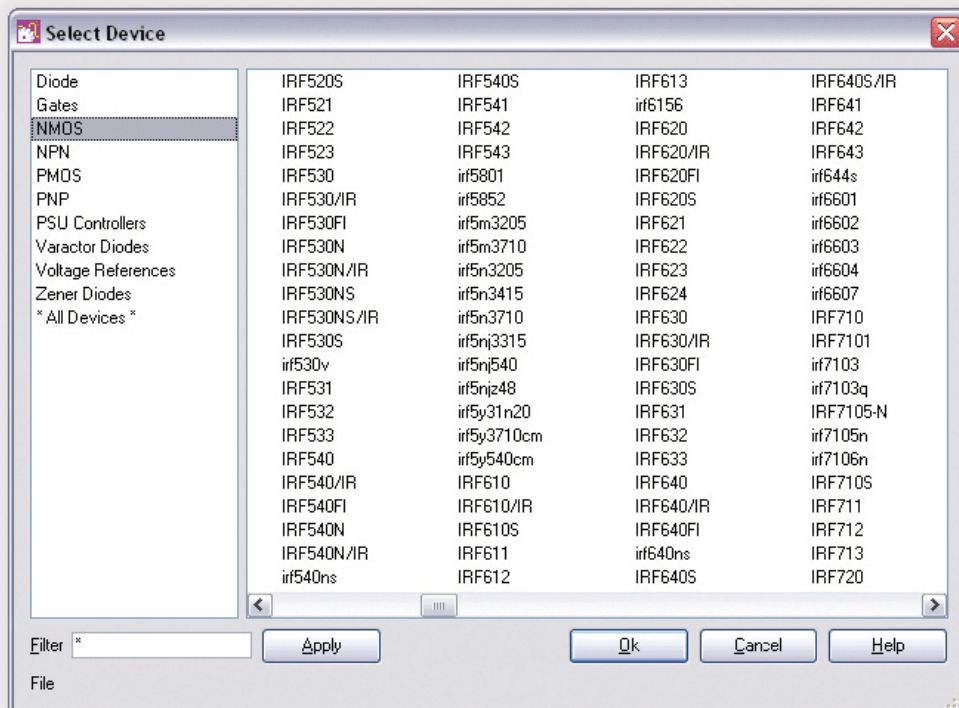 Select Device
Diode
Gates
NMOS
NPN
PMOS
PNP
PSU Controllers
Varactor Diodes
Voltage References
Zener Diodes
* All Devices *
IRF520S
IRF521
IRF522
IRF523
IRF530
IRF530/IR
IRF530FI
IRF530N
IRF530N/IR
IRF530NS
IRF530NS/IR
IRF530S
irf530v
IRF531
IRF532
IRF533
IRF540
IRF540/IR
IRF540FI
IRF540N
IRF540N/IR
irf540ns
IRF540S
IRF541
IRF542
IRF543
irf5801
irf5852
irf5m3205
irf5m3710
irf5n3205
irf5n3415
irf5n3710
irf5nj3315
irf5nj540
irf5njz48
irf5y31n20
irf5y3710cm
irf5y540cm
IRF610
IRF610/IR
IRF610S
IRF611
IRF612
IRF613
irf6156
IRF620
IRF620/IR
IRF620FI
IRF620S
IRF621
IRF622
IRF623
IRF624
IRF630
IRF630/IR
IRF630FI
IRF630S
IRF631
IRF632
IRF633
IRF640
IRF640/IR
IRF640FI
irf640ns
IRF640S
IRF640S/IR
IRF641
IRF642
IRF643
irf644s
irf6601
irf6602
irf6603
irf6604
irf6607
IRF710
IRF7101
irf7103
irf7103q
IRF7105-N
irf7105n
irf7106n
IRF710S
IRF711
IRF712
IRF713
IRF720
Filter *
Apply
Ok
Cancel
Help
File